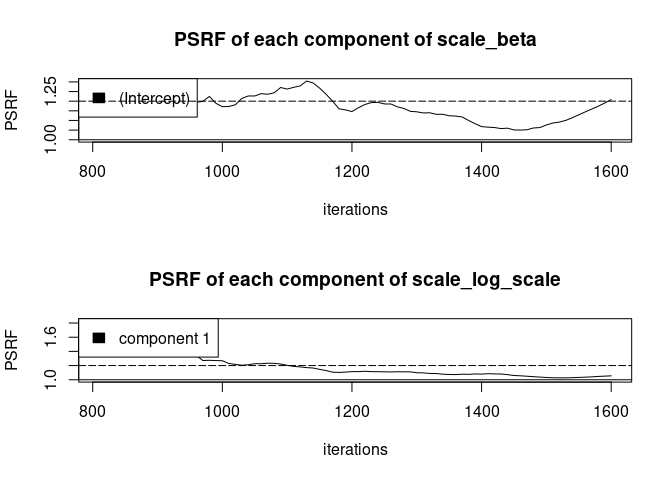 PSRF of each component of scale_beta
PSRF
1.00 1.25
(Intercept)
800 1000 1200 1400 1600
iterations
PSRF of each component of scale_log_scale
PSRF
1.0 1.6
component 1
800 1000 1200 1400 1600
iterations